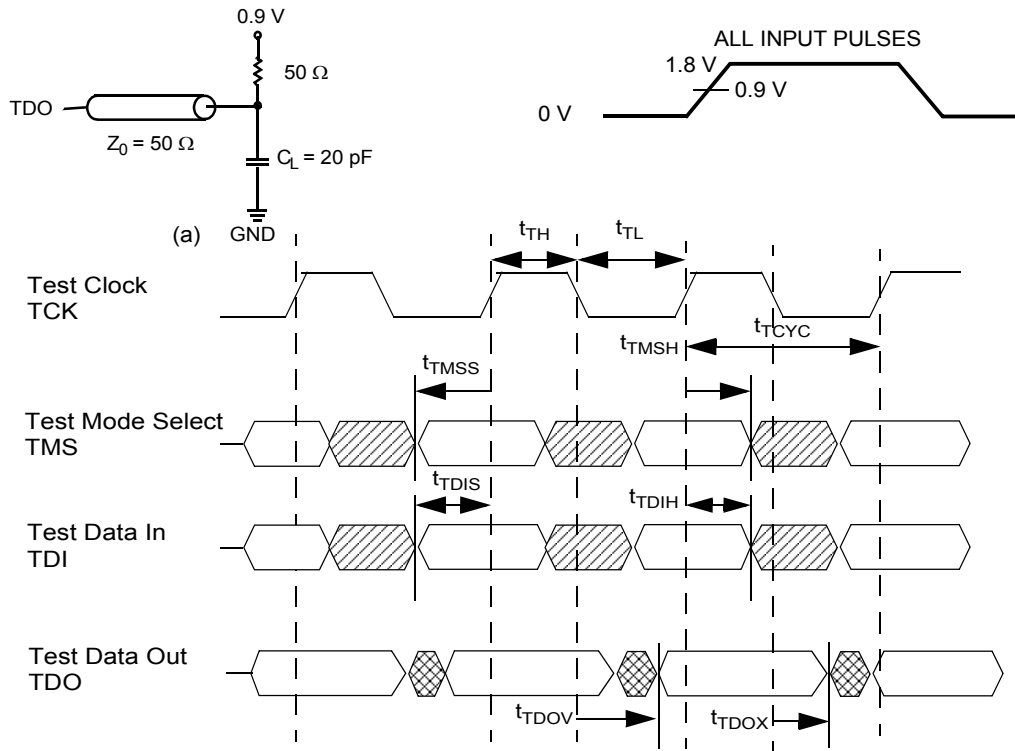 0.9 V
50 Ω
TDO
Z0 = 50 Ω
CL = 20 pF
(a)
GND
ALL INPUT PULSES
1.8 V
0.9 V
0 V
tTH
tTL
Test Clock
TCK
tTMSH
tTCYC
tTMSS
Test Mode Select
TMS
tTDIS
tTDIH
Test Data In
TDI
Test Data Out
TDO
tTDOV
tTDOX